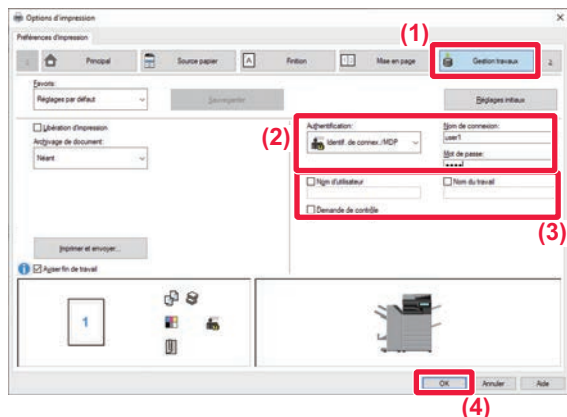 Options d'impression
Préférences d'impression
(1)
Principal
Source papier
Finition
Mise en page
Gestion travaux
Favoris:
Réglages par défaut
Sauvegarder
Réglages initiaux
(2)
Libération d'impression
Archivage de document:
Néant
Authentification:
Identif. de connex./MDP
Nom de connexion:
user1
Mot de passe:
Nom d'utilisateur
Nom du travail
Demande de contrôle
(3)
Imprimer et envoyer...
Aviser fin de travail
1
OK
Annuler
Aide
(4)